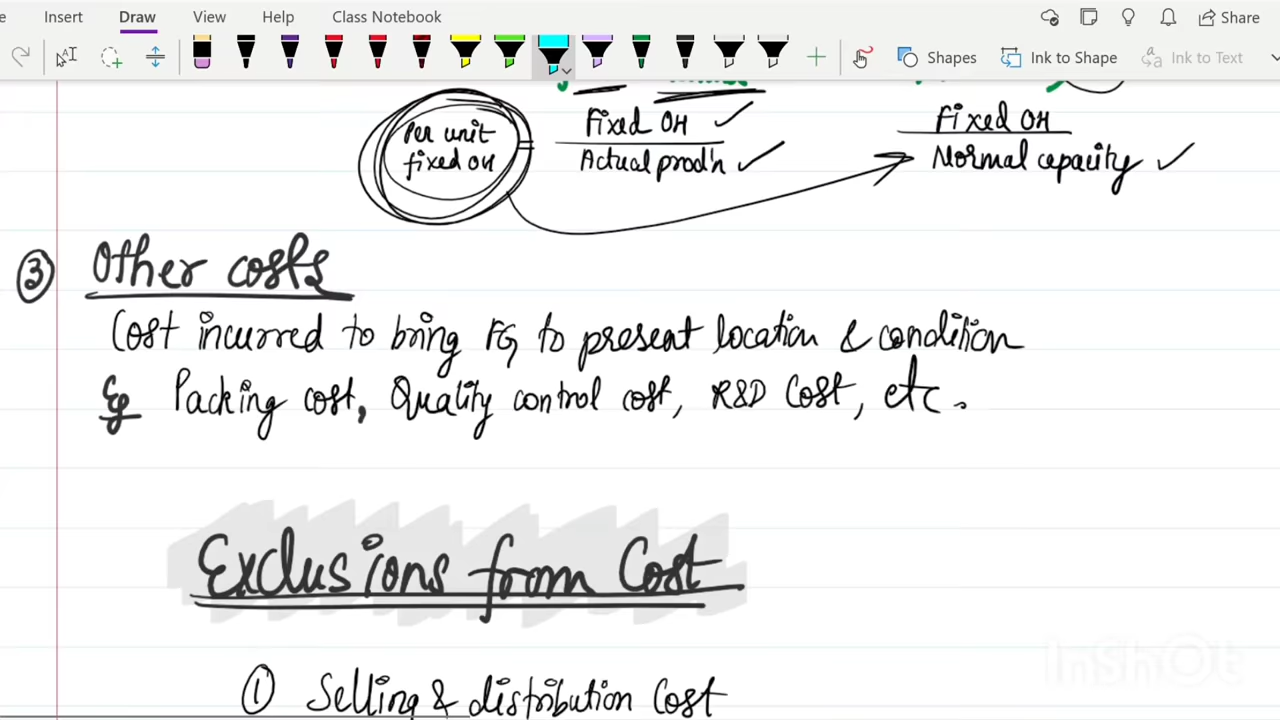 Insert Draw View Help Class Notebook Share
Shapes Ink to Shape Ink to Text
Per unit fixed OH = Fixed OH / Actual prodn
Fixed OH / Normal capacity
③ Other costs
Cost incurred to bring FG to present location & condition
Eg Packing cost, Quality control cost, R&D Cost, etc.
Exclusions from Cost
① Selling & distribution Cost
InShOt